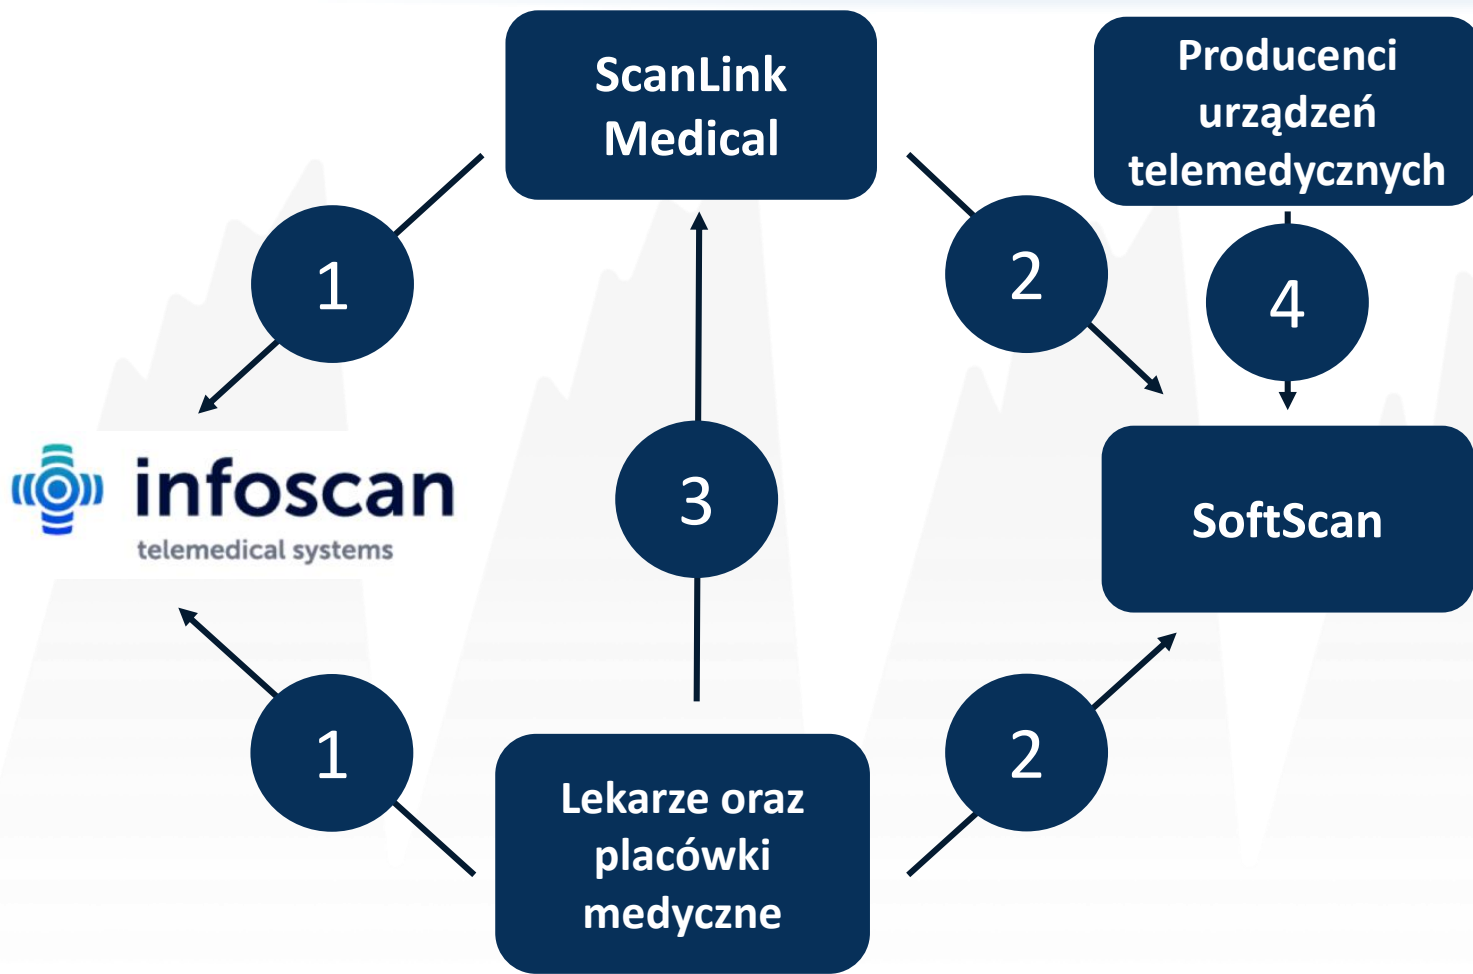 ScanLink
Medical
Producenci
urządzeń
telemedycznych
1
2
4
infoscan
telemedical systems
3
SoftScan
1
2
Lekarze oraz
placówki
medyczne